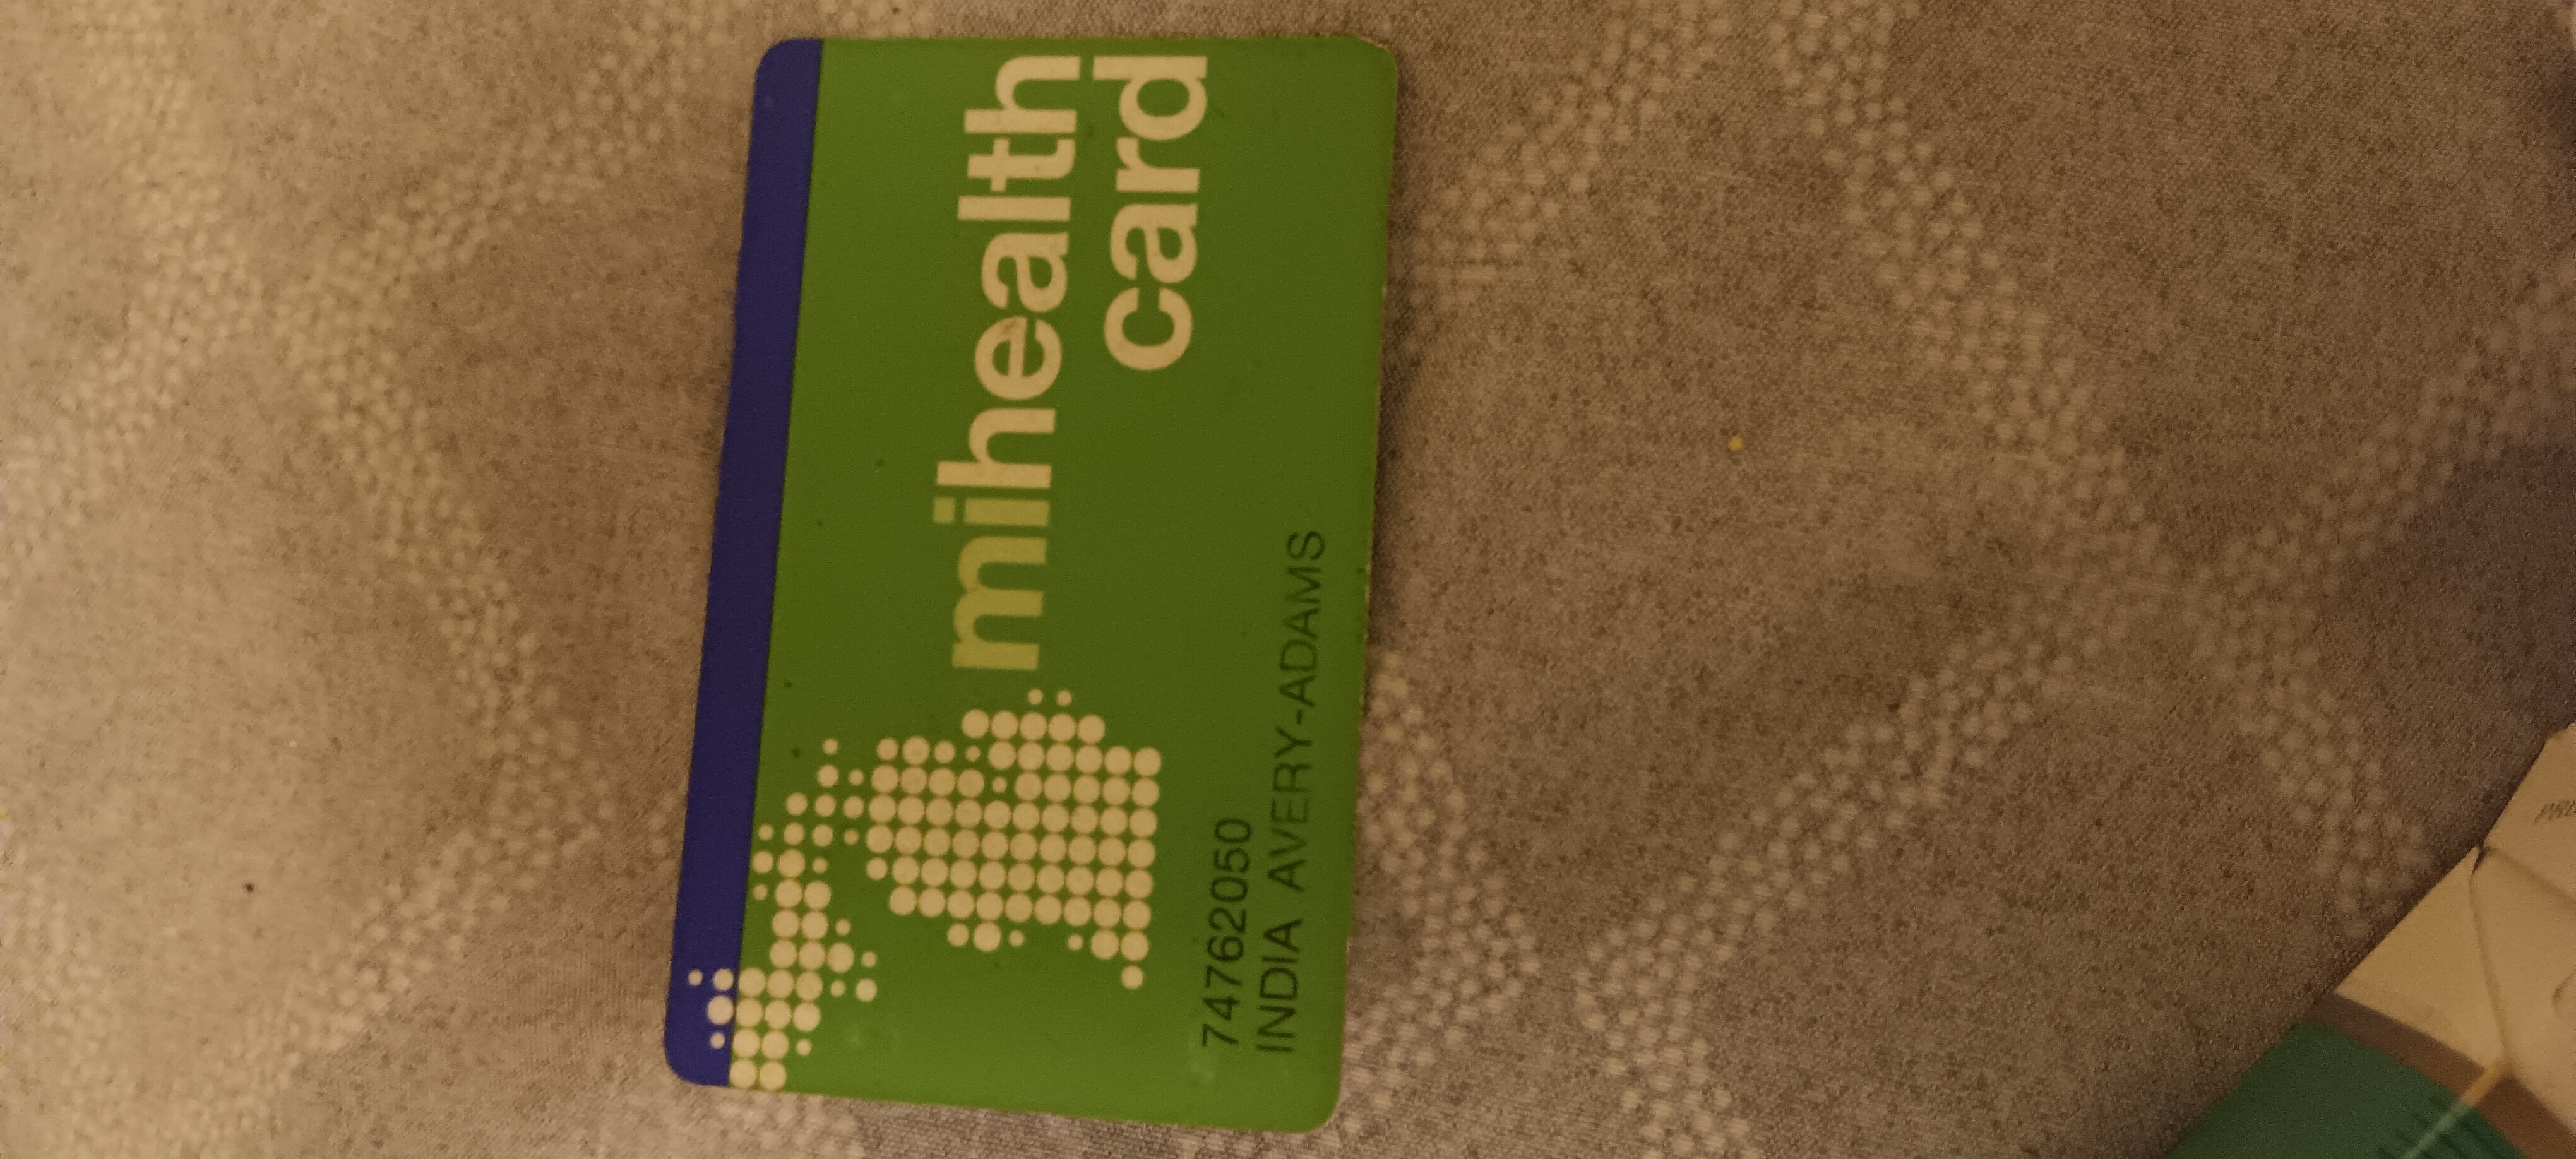 mihealth
card
74762050
INDIA AVERY-ADAMS